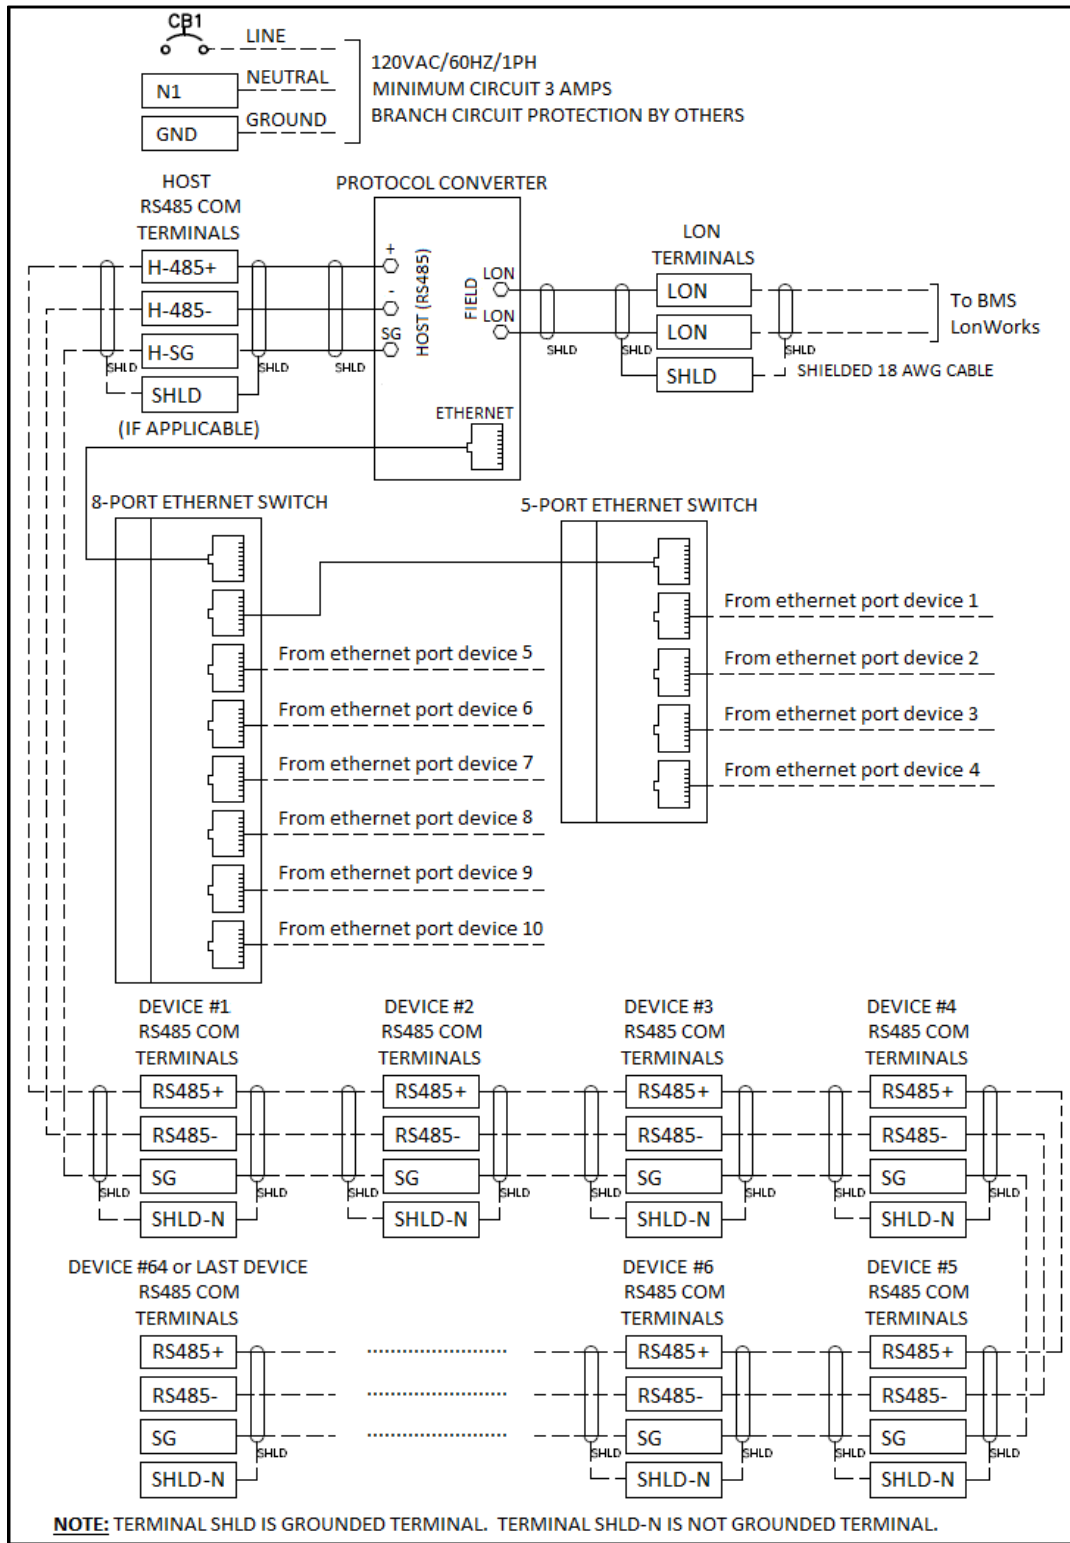 CB1
LINE
120VAC/60HZ/1PH
N1
NEUTRAL
MINIMUM CIRCUIT 3 AMPS
GND
GROUND
BRANCH CIRCUIT PROTECTION BY OTHERS
HOST
RS485 COM
TERMINALS
H-485+
H-485-
H-SG
SHLD
(IF APPLICABLE)
SHLD
SHLD
SHLD
PROTOCOL CONVERTER
+
-
SG
HOST (RS485)
FIELD
LON
LON
ETHERNET
SHLD
SHLD
LON
TERMINALS
LON
LON
SHLD
SHLD
To BMS
LonWorks
SHIELDED 18 AWG CABLE
8-PORT ETHERNET SWITCH
From ethernet port device 5
From ethernet port device 6
From ethernet port device 7
From ethernet port device 8
From ethernet port device 9
From ethernet port device 10
5-PORT ETHERNET SWITCH
From ethernet port device 1
From ethernet port device 2
From ethernet port device 3
From ethernet port device 4
DEVICE #1
RS485 COM
TERMINALS
RS485+
RS485-
SG
SHLD-N
SHLD
SHLD
DEVICE #2
RS485 COM
TERMINALS
RS485+
RS485-
SG
SHLD-N
SHLD
SHLD
DEVICE #3
RS485 COM
TERMINALS
RS485+
RS485-
SG
SHLD-N
SHLD
SHLD
DEVICE #4
RS485 COM
TERMINALS
RS485+
RS485-
SG
SHLD-N
SHLD
SHLD
DEVICE #64 or LAST DEVICE
RS485 COM
TERMINALS
RS485+
RS485-
SG
SHLD-N
SHLD
DEVICE #6
RS485 COM
TERMINALS
RS485+
RS485-
SG
SHLD-N
SHLD
SHLD
DEVICE #5
RS485 COM
TERMINALS
RS485+
RS485-
SG
SHLD-N
SHLD
SHLD
NOTE: TERMINAL SHLD IS GROUNDED TERMINAL. TERMINAL SHLD-N IS NOT GROUNDED TERMINAL.